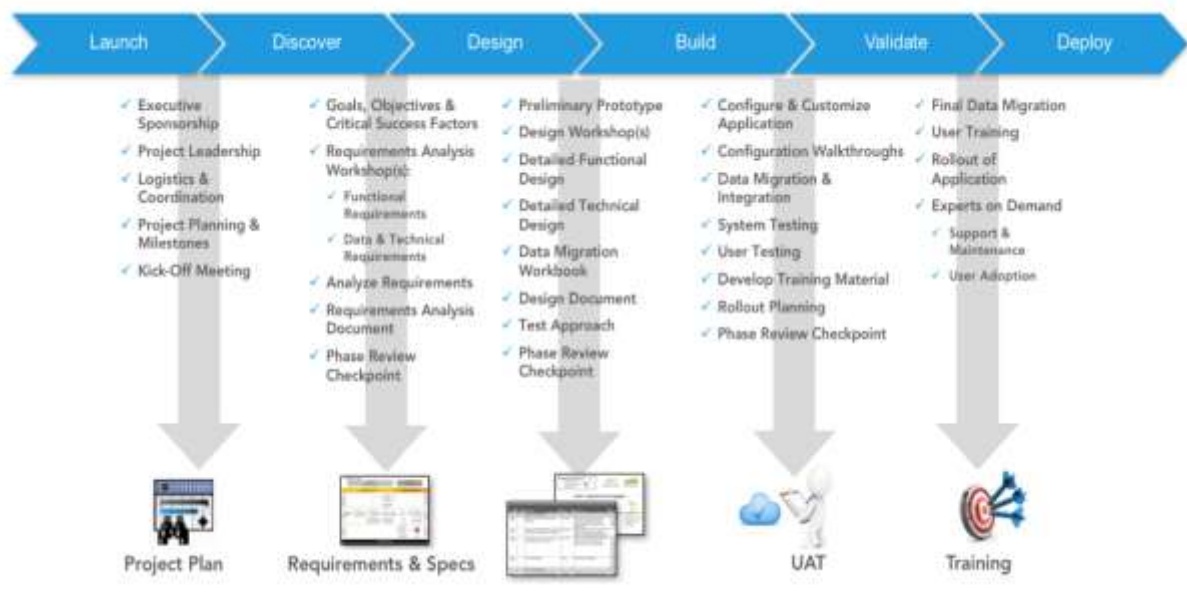 Launch
Discover
Design
Build
Validate
Deploy
Executive
Sponsorship
Project Leadership
Logistics &
Coordination
Project Planning &
Milestones
Kick-Off Meeting
Goals, Objectives &
Critical Success Factors
Requirements Analysis
Workshop(s):
Functional
Requirements
Data & Technical
Requirements
Analyze Requirements
Requirements Analysis
Document
Phase Review
Checkpoint
Preliminary Prototype
Design Workshop(s)
Detailed Functional
Design
Detailed Technical
Design
Data Migration
Workbook
Design Document
Test Approach
Phase Review
Checkpoint
Configure & Customize
Application
Configuration Walkthroughs
Data Migration &
Integration
System Testing
User Testing
Develop Training Material
Rollout Planning
Phase Review Checkpoint
Final Data Migration
User Training
Rollout of
Application
Experts on Demand
Support &
Maintenance
User Adoption
Project Plan
Requirements & Specs
UAT
Training